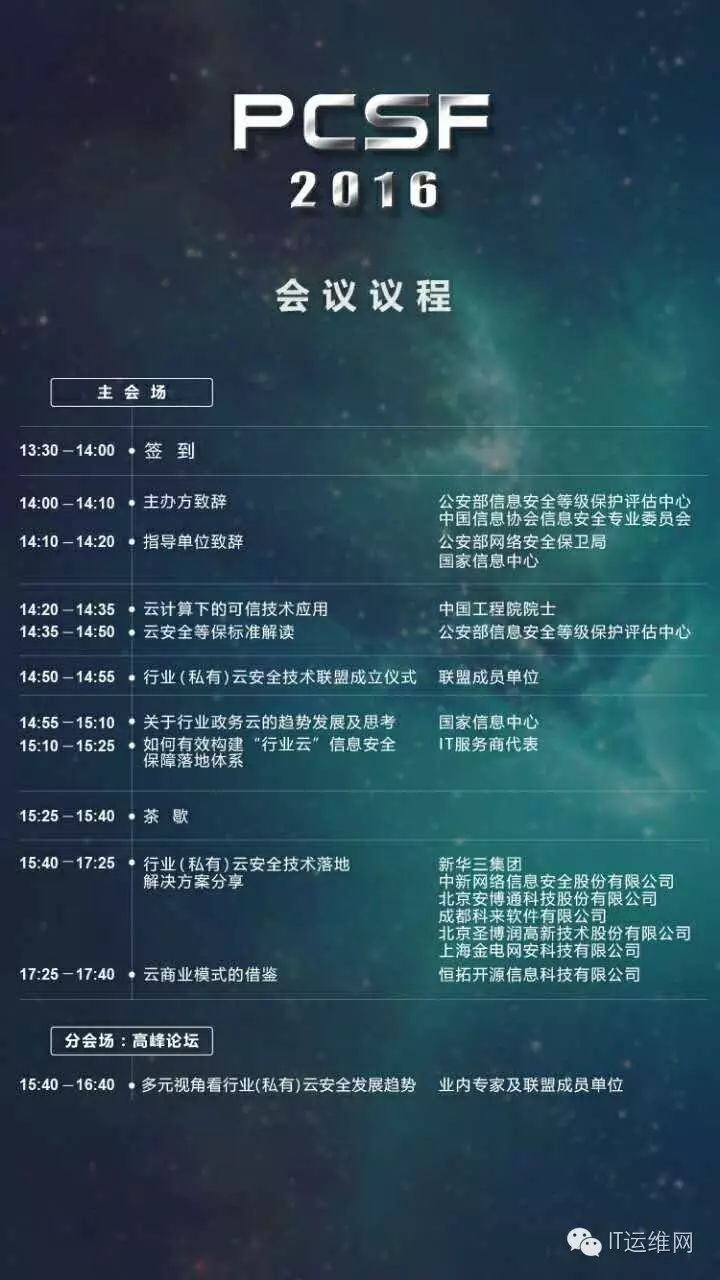 PCSF
2016
会议议程
主会场
13:30－14:00 • 签 到
14:00－14:10 • 主办方致辞 公安部信息安全等级保护评估中心
中国信息协会信息安全专业委员会
14:10－14:20 • 指导单位致辞 公安部网络安全保卫局
国家信息中心
14:20－14:35 • 云计算下的可信技术应用 中国工程院院士
14:35－14:50 • 云安全等保标准解读 公安部信息安全等级保护评估中心
14:50－14:55 • 行业(私有)云安全技术联盟成立仪式 联盟成员单位
14:55－15:10 • 关于行业政务云的趋势发展及思考 国家信息中心
15:10－15:25 • 如何有效构建“行业云”信息安全 IT服务商代表
保障落地体系
15:25－15:40 • 茶 歇
15:40－17:25 • 行业(私有)云安全技术落地 新华三集团
解决方案分享 中新网络信息安全股份有限公司
北京安博通科技股份有限公司
成都科来软件有限公司
北京圣博润高新技术股份有限公司
上海金电网安科技有限公司
17:25－17:40 • 云商业模式的借鉴 恒拓开源信息科技有限公司
分会场：高峰论坛
15:40－16:40 • 多元视角看行业(私有)云安全发展趋势 业内专家及联盟成员单位
IT运维网